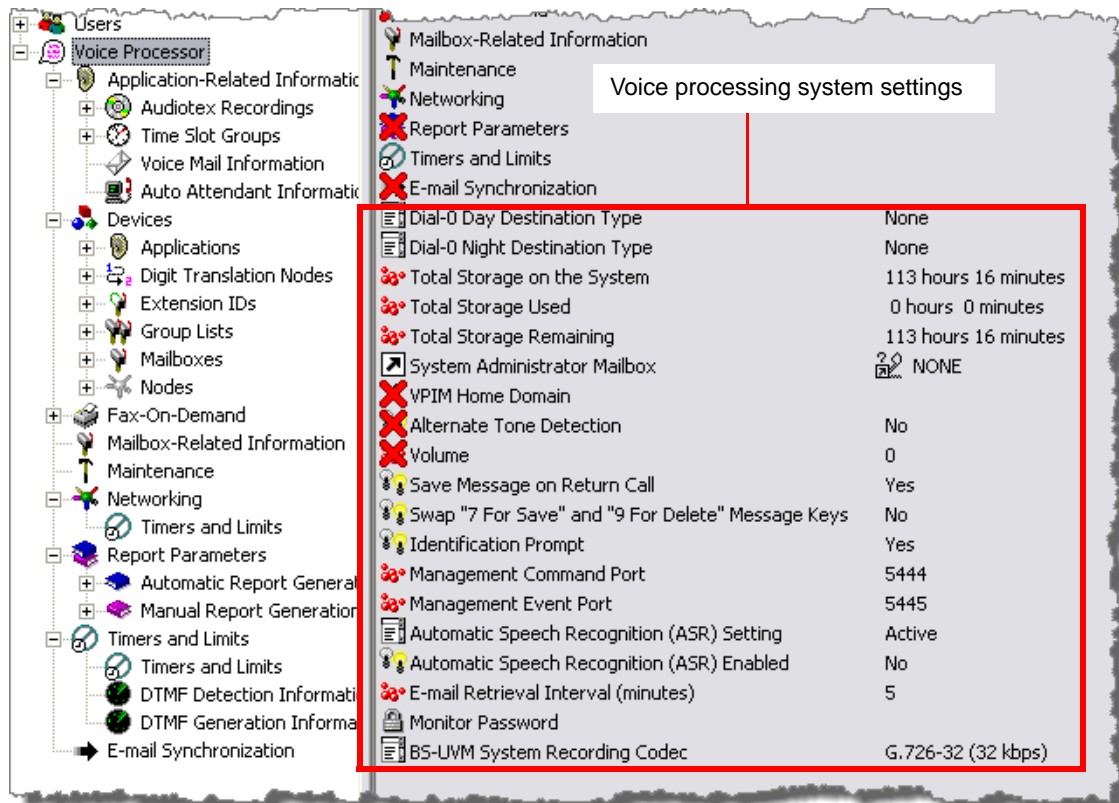 Users
Voice Processor
Application-Related Informatic
Audiotex Recordings
Time Slot Groups
Voice Mail Information
Auto Attendant Informatic
Devices
Applications
Digit Translation Nodes
Extension IDs
Group Lists
Mailboxes
Nodes
Fax-On-Demand
Mailbox-Related Information
Maintenance
Networking
Timers and Limits
Report Parameters
Automatic Report Generat
Manual Report Generation
Timers and Limits
Timers and Limits
DTMF Detection Informati
DTMF Generation Informa
E-mail Synchronization
Mailbox-Related Information
Maintenance
Voice processing system settings
Networking
Report Parameters
Timers and Limits
E-mail Synchronization
Dial-0 Day Destination Type None
Dial-0 Night Destination Type None
Total Storage on the System 113 hours 16 minutes
Total Storage Used 0 hours 0 minutes
Total Storage Remaining 113 hours 16 minutes
System Administrator Mailbox NONE
VPIM Home Domain
Alternate Tone Detection No
Volume 0
Save Message on Return Call Yes
Swap "7 For Save" and "9 For Delete" Message Keys No
Identification Prompt Yes
Management Command Port 5444
Management Event Port 5445
Automatic Speech Recognition (ASR) Setting Active
Automatic Speech Recognition (ASR) Enabled No
E-mail Retrieval Interval (minutes) 5
Monitor Password
BS-UVM System Recording Codec G.726-32 (32 kbps)